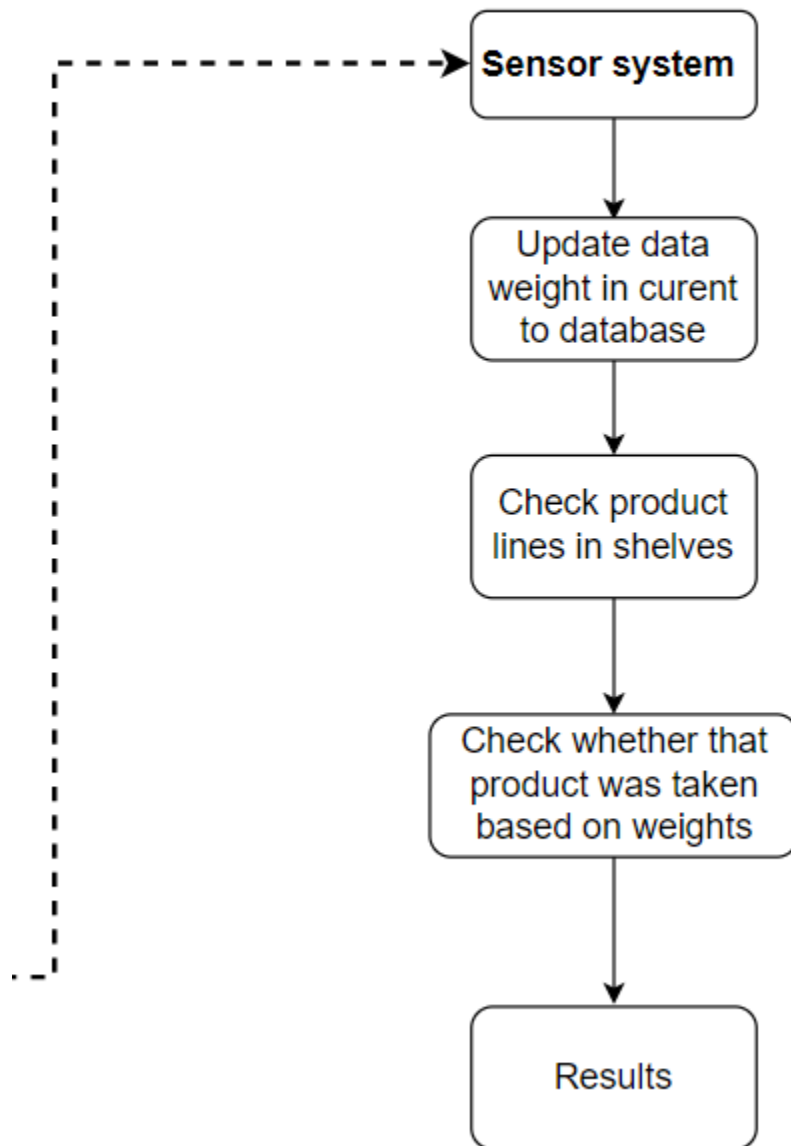 Sensor system
Update data
weight in curent
to database
Check product
lines in shelves
Check whether that
product was taken
based on weights
Results